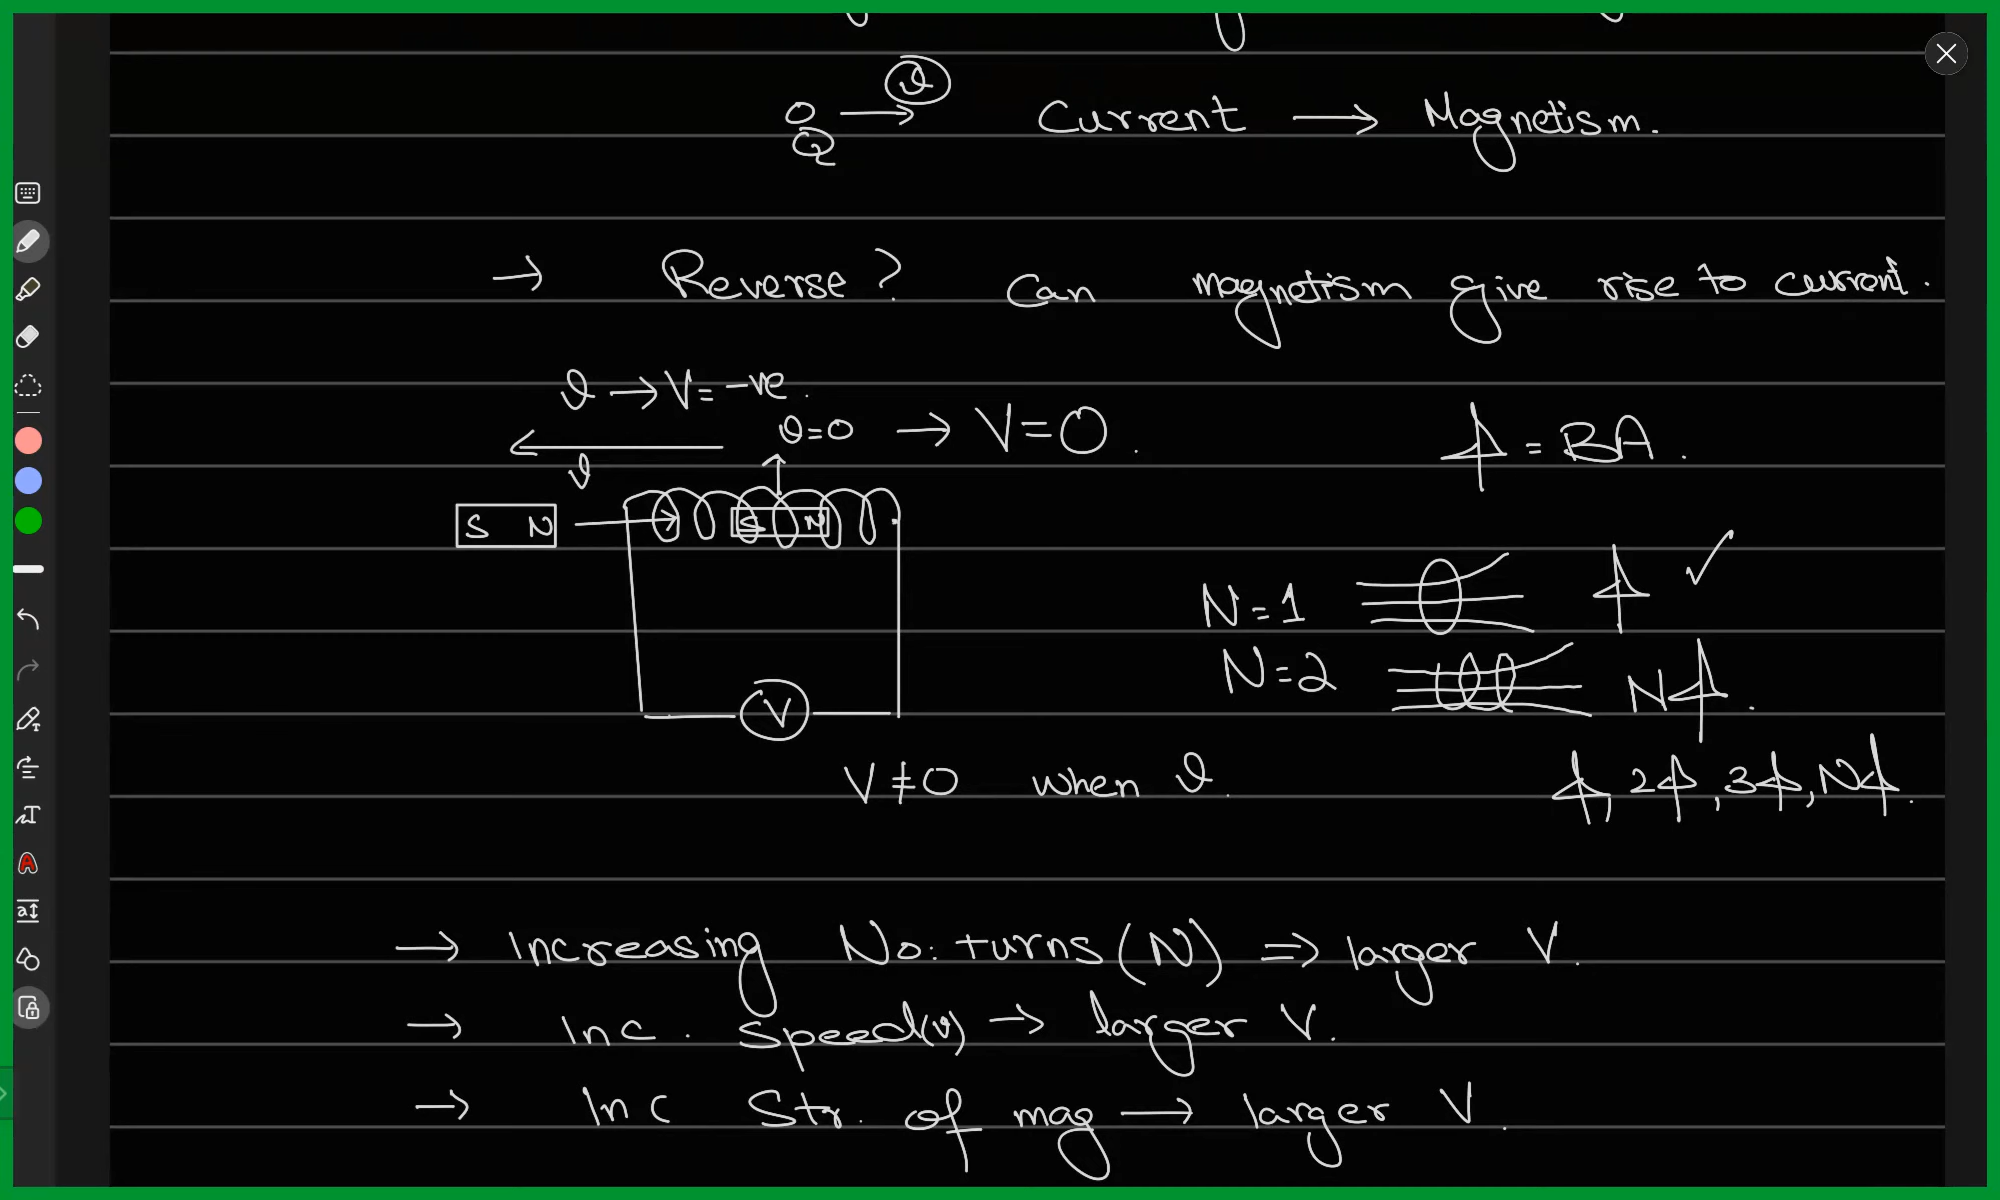 Q → v Current → Magnetism.
→ Reverse? Can magnetism give rise to current.
v → V = -ve.
v=0 → V=0.
v
S N S N
V
V ≠ 0 when v.
ϕ = BA.
N=1 ϕ ✓
N=2 Nϕ.
ϕ, 2ϕ, 3ϕ, Nϕ.
→ Increasing No: turns (N) ⇒ larger V.
→ Inc. speed(v) → larger V.
→ Inc Str. of mag → larger V.